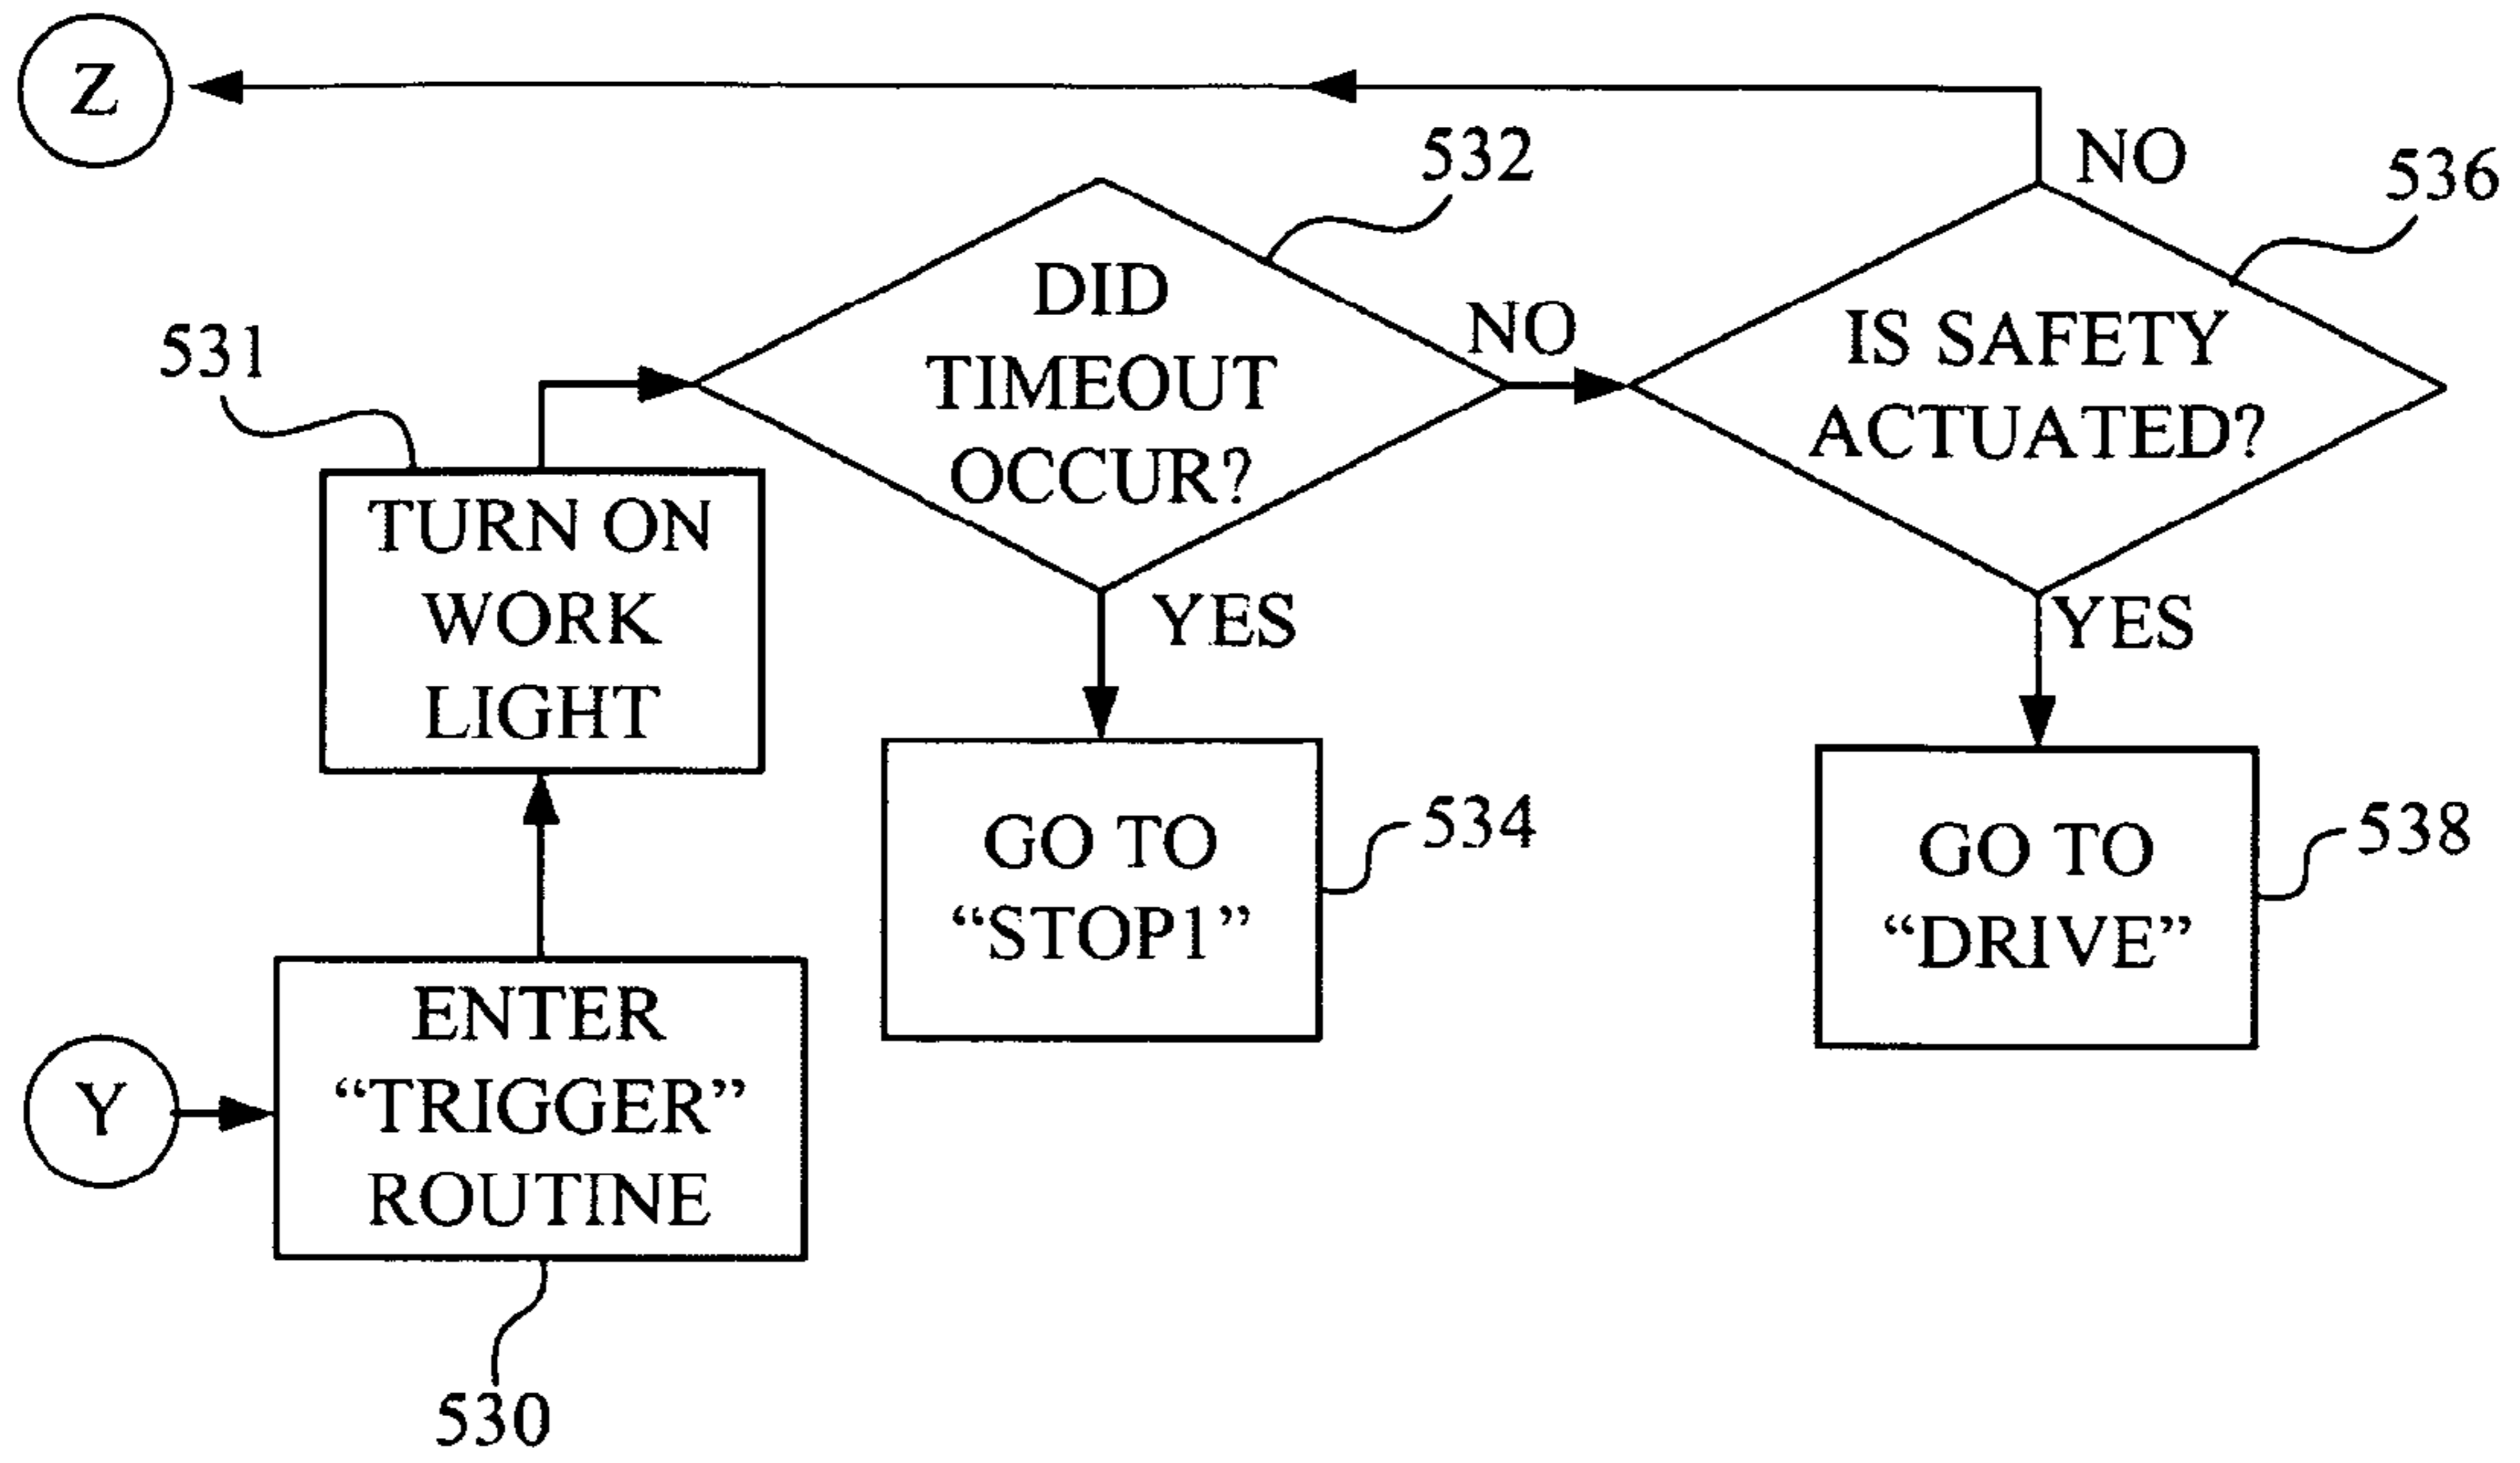 Z
532
NO
536
DID
TIMEOUT
OCCUR?
NO
IS SAFETY
ACTUATED?
531
TURN ON
WORK
LIGHT
YES
YES
GO TO
“STOP1”
534
GO TO
“DRIVE”
538
Y
ENTER
“TRIGGER”
ROUTINE
530